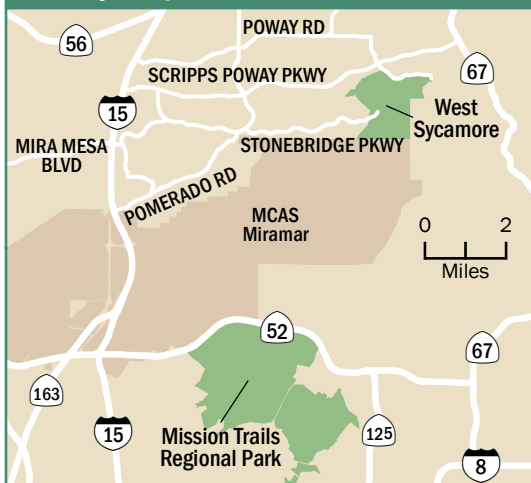 POWAY RD
56
SCRIPPS POWAY PKWY
67
15
West
Sycamore
MIRA MESA
BLVD
STONEBRIDGE PKWY
POMERADO RD
MCAS
Miramar
0 2
Miles
52
67
163
15
Mission Trails
Regional Park
125
8